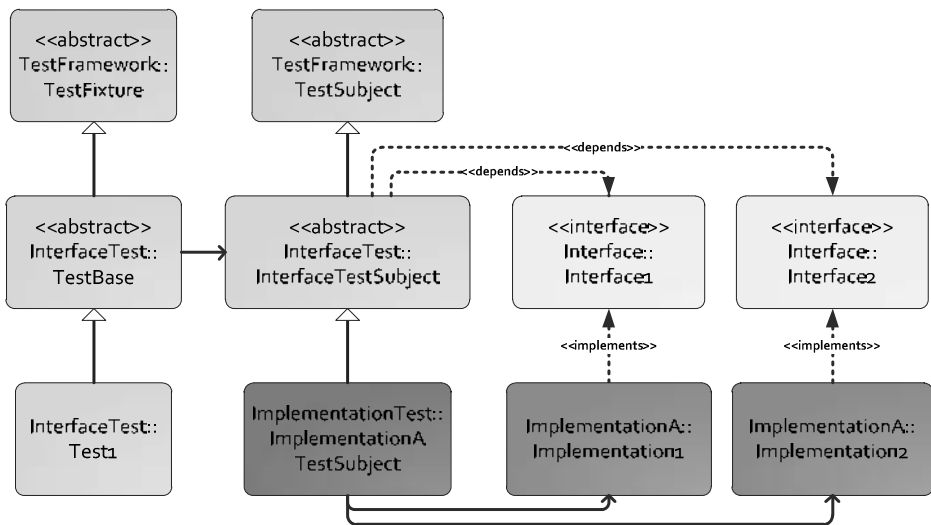 <<abstract>>
TestFramework::
TestFixture
<<abstract>>
TestFramework::
TestSubject
<<depends>>
<<depends>>
<<abstract>>
InterfaceTest::
TestBase
<<abstract>>
InterfaceTest::
InterfaceTestSubject
<<interface>>
Interface::
Interface1
<<interface>>
Interface::
Interface2
<<implements>>
<<implements>>
InterfaceTest::
Test1
ImplementationTest::
ImplementationA
TestSubject
ImplementationA::
Implementation1
ImplementationA::
Implementation2